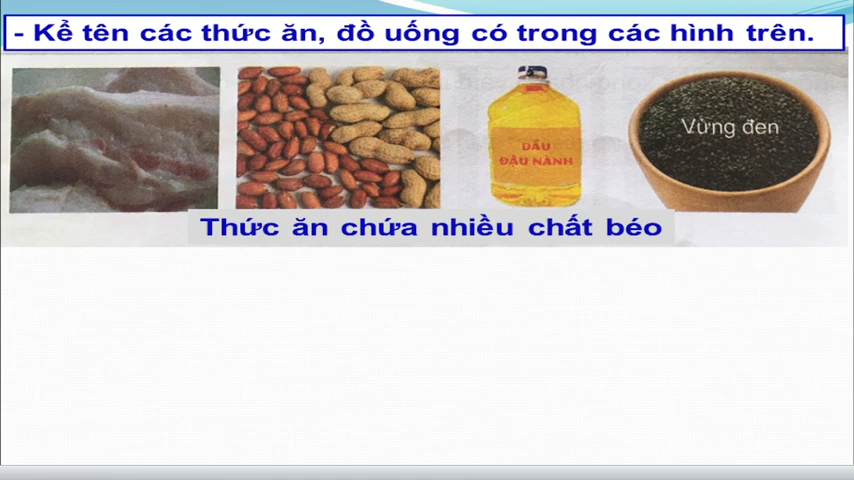 - Kể tên các thức ăn, đồ uống có trong các hình trên.
DẦU
ĐẬU NÀNH
Vừng đen
Thức ăn chứa nhiều chất béo